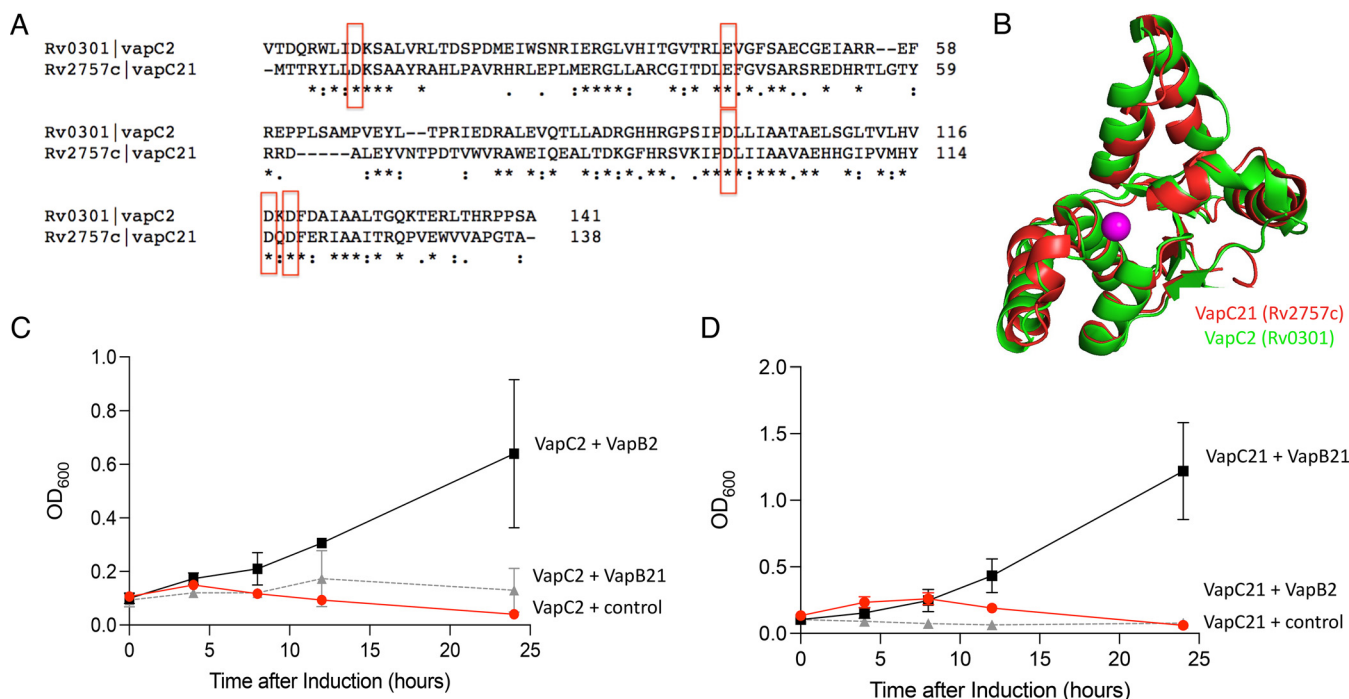 A
Rv0301|vapC2 VTDQRWLIDKSALVRLTDSPDMEIWSNRIERGLVHITGVTRLEVGFSAECGEIARR--EF 58
Rv2757c|vapC21 -MTTRYLLDKSAAYRAHLPAVRHRLEPLMERGLLARCGITDLEFGVSARSREDHRTLGTY 59
Rv0301|vapC2 REPPLSAMPVEYL--TPRIEDRALEVQTLLADRGHHRGPSIPDLLIAATAELSGLTVLHV 116
Rv2757c|vapC21 RRD-----ALEYVNTPDTVWVRAWEIQEALTDKGFHRSVKIPDLIIAAVAEHHGIPVMHY 114
Rv0301|vapC2 DKDFDAIAALTGQKTERLTHRPPSA 141
Rv2757c|vapC21 DQDFERIAAITRQPVEWVVAPGTA- 138
B
VapC21 (Rv2757c)
VapC2 (Rv0301)
C
OD600
1.0
0.8
0.6
0.4
0.2
0.0
0 5 10 15 20 25
Time after Induction (hours)
VapC2 + VapB2
VapC2 + VapB21
VapC2 + control
D
OD600
2.0
1.5
1.0
0.5
0.0
0 5 10 15 20 25
Time after Induction (hours)
VapC21 + VapB21
VapC21 + VapB2
VapC21 + control